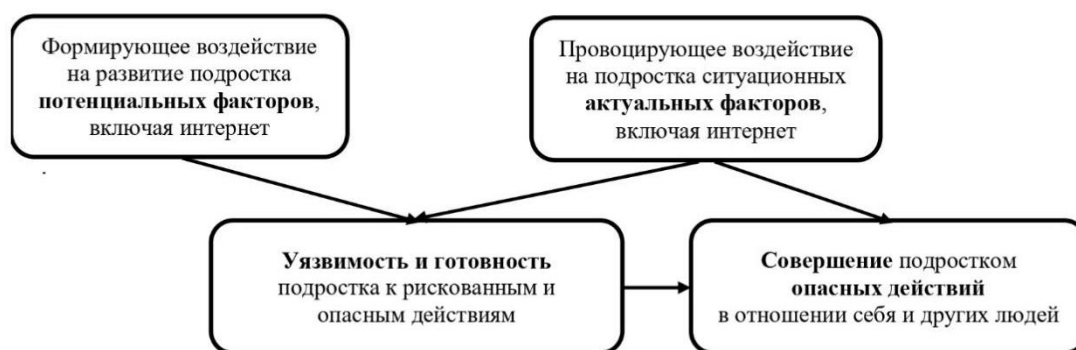 Формирующее воздействие
на развитие подростка
потенциальных факторов,
включая интернет
Провоцирующее воздействие
на подростка ситуационных
актуальных факторов,
включая интернет
Уязвимость и готовность
подростка к рискованным и
опасным действиям
Совершение подростком
опасных действий
в отношении себя и других людей